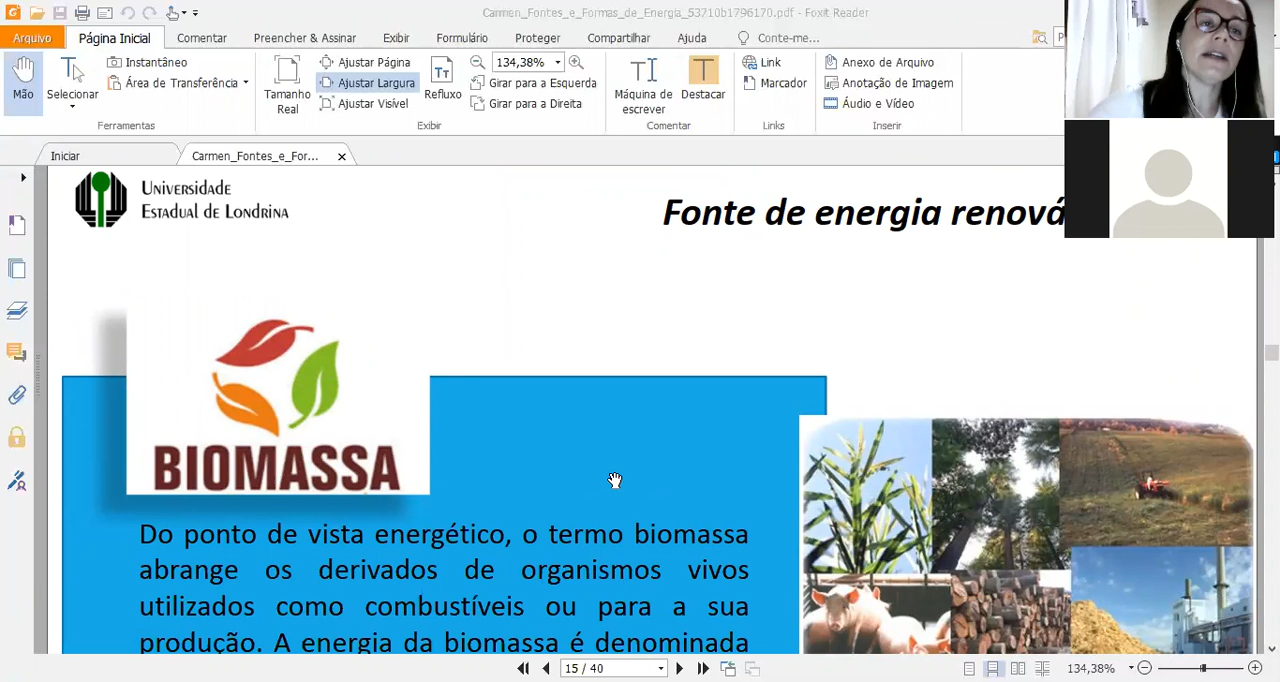 Carmen_Fontes_e_Formas_de_Energia_53710b1796170.pdf - Foxit Reader
Arquivo Página Inicial Comentar Preencher & Assinar Exibir Formulário Proteger Compartilhar Ajuda Conte-me...
Mão
Selecionar
Instantâneo
Área de Transferência
Ferramentas
Tamanho
Real
Ajustar Página
Ajustar Largura
Ajustar Visível
Refluxo
134,38%
Girar para a Esquerda
Girar para a Direita
Exibir
Máquina de
escrever
Destacar
Comentar
Link
Marcador
Links
Anexo de Arquivo
Anotação de Imagem
Áudio e Vídeo
Inserir
Iniciar
Carmen_Fontes_e_For...
Universidade
Estadual de Londrina
Fonte de energia renová
BIOMASSA
Do ponto de vista energético, o termo biomassa
abrange os derivados de organismos vivos
utilizados como combustíveis ou para a sua
produção. A energia da biomassa é denominada
15 / 40
134,38%